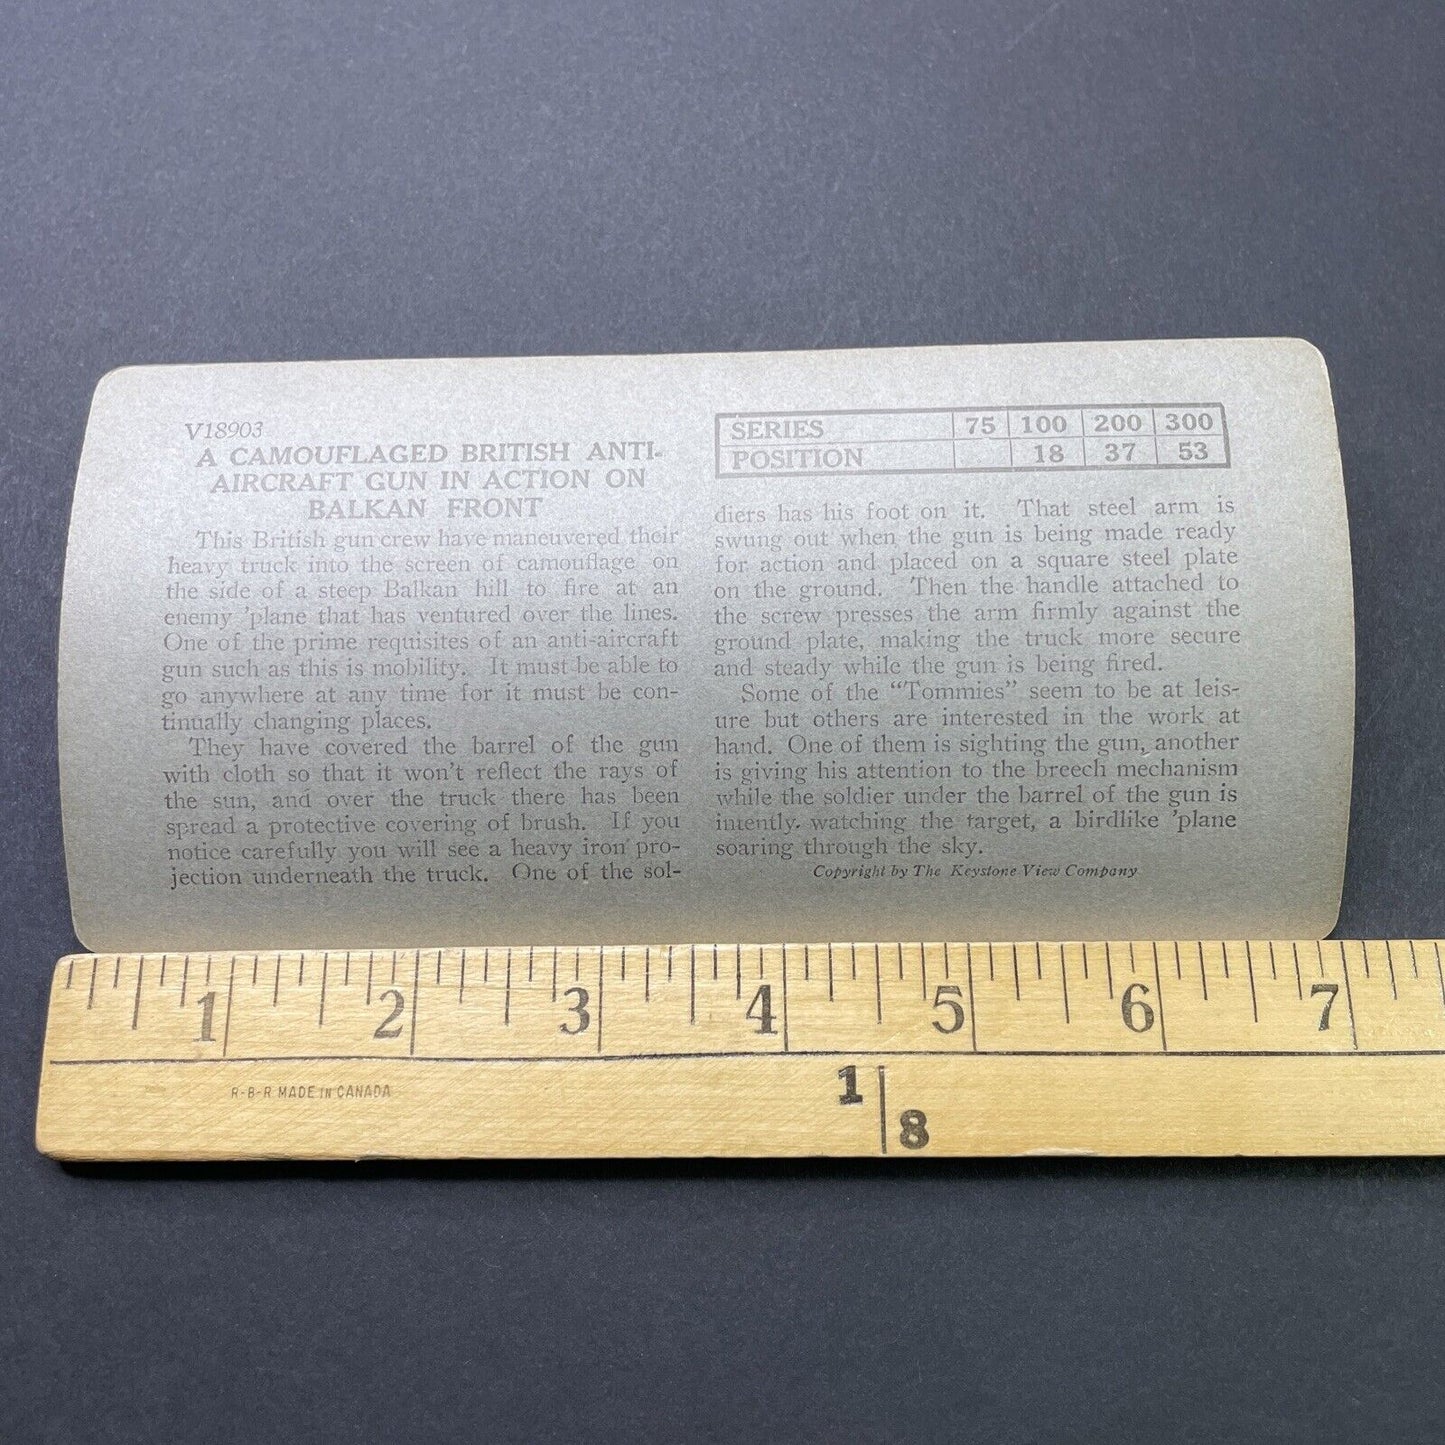 V18903
A CAMOUFLAGED BRITISH ANTI-
AIRCRAFT GUN IN ACTION ON
BALKAN FRONT
This British gun crew have maneuvered their
heavy truck into the screen of camouflage on
the side of a steep Balkan hill to fire at an
enemy 'plane that has ventured over the lines.
One of the prime requisites of an anti-aircraft
gun such as this is mobility. It must be able to
go anywhere at any time for it must be con-
tinually changing places.
They have covered the barrel of the gun
with cloth so that it won't reflect the rays of
the sun, and over the truck there has been
spread a protective covering of brush. If you
notice carefully you will see a heavy iron pro-
jection underneath the truck. One of the sol-
SERIES 75 100 200 300
POSITION 18 37 53
diers has his foot on it. That steel arm is
swung out when the gun is being made ready
for action and placed on a square steel plate
on the ground. Then the handle attached to
the screw presses the arm firmly against the
ground plate, making the truck more secure
and steady while the gun is being fired.
Some of the "Tommies" seem to be at leis-
ure but others are interested in the work at
hand. One of them is sighting the gun, another
is giving his attention to the breech mechanism
while the soldier under the barrel of the gun is
intently watching the target, a birdlike 'plane
soaring through the sky.
Copyright by The Keystone View Company
1 2 3 4 5 6 7
R-B-R MADE IN CANADA
1
8